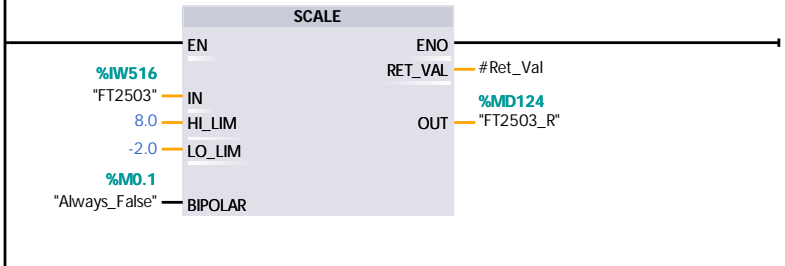 SCALE
EN ENO
%IW516 RET_VAL #Ret_Val
"FT2503" IN %MD124
8.0 HI_LIM OUT "FT2503_R"
-2.0 LO_LIM
%M0.1
"Always_False" BIPOLAR